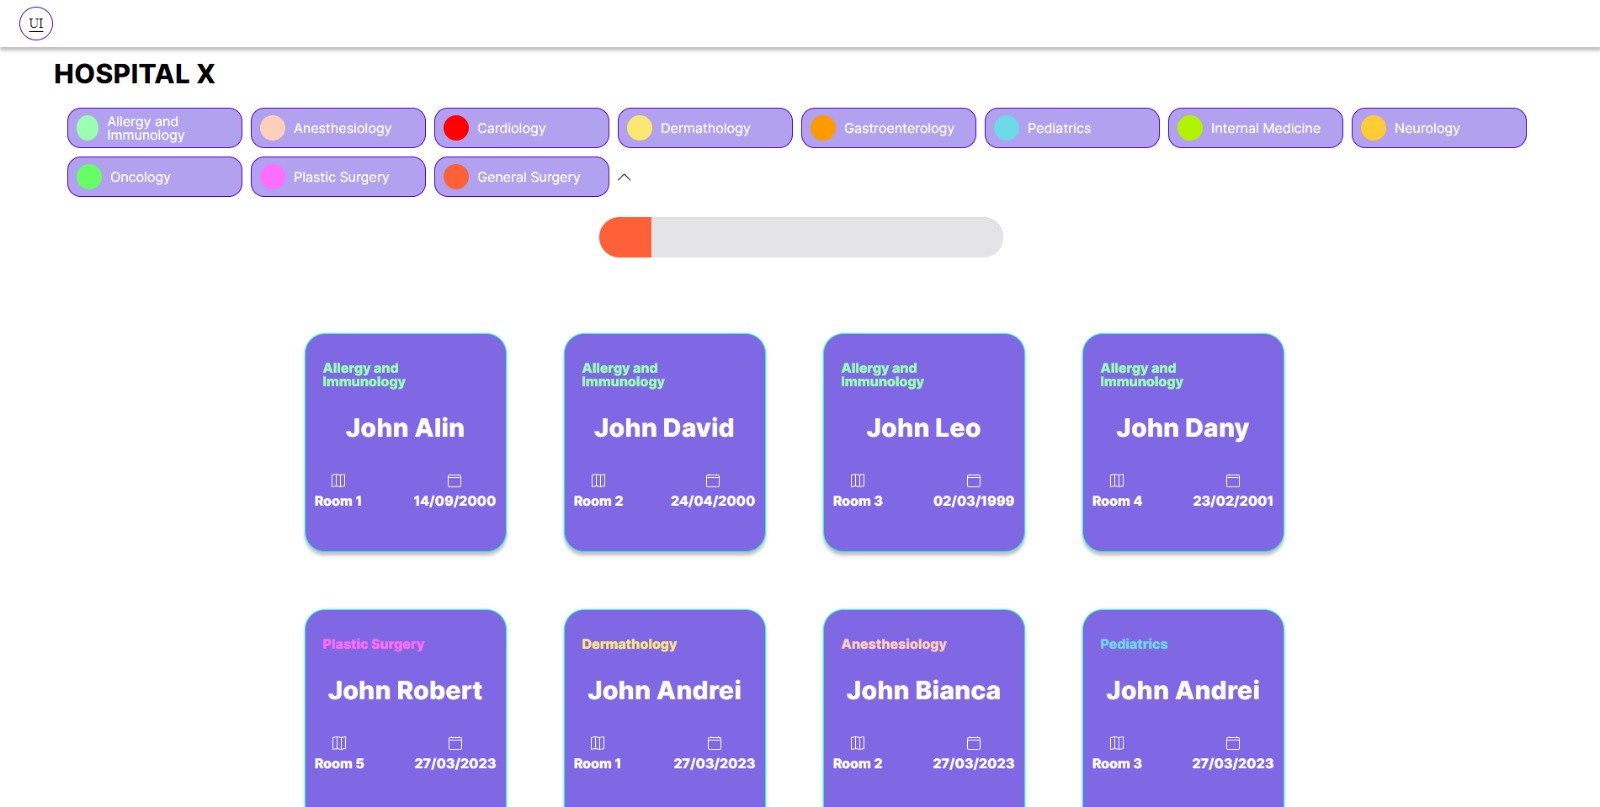 UI
HOSPITAL X
Allergy and
Immunology
Anesthesiology
Cardiology
Dermathology
Gastroenterology
Pediatrics
Internal Medicine
Neurology
Oncology
Plastic Surgery
General Surgery
Allergy and
Immunology
John Alin
Room 1 14/09/2000
Allergy and
Immunology
John David
Room 2 24/04/2000
Allergy and
Immunology
John Leo
Room 3 02/03/1999
Allergy and
Immunology
John Dany
Room 4 23/02/2001
Plastic Surgery
John Robert
Room 5 27/03/2023
Dermathology
John Andrei
Room 1 27/03/2023
Anesthesiology
John Bianca
Room 2 27/03/2023
Pediatrics
John Andrei
Room 3 27/03/2023